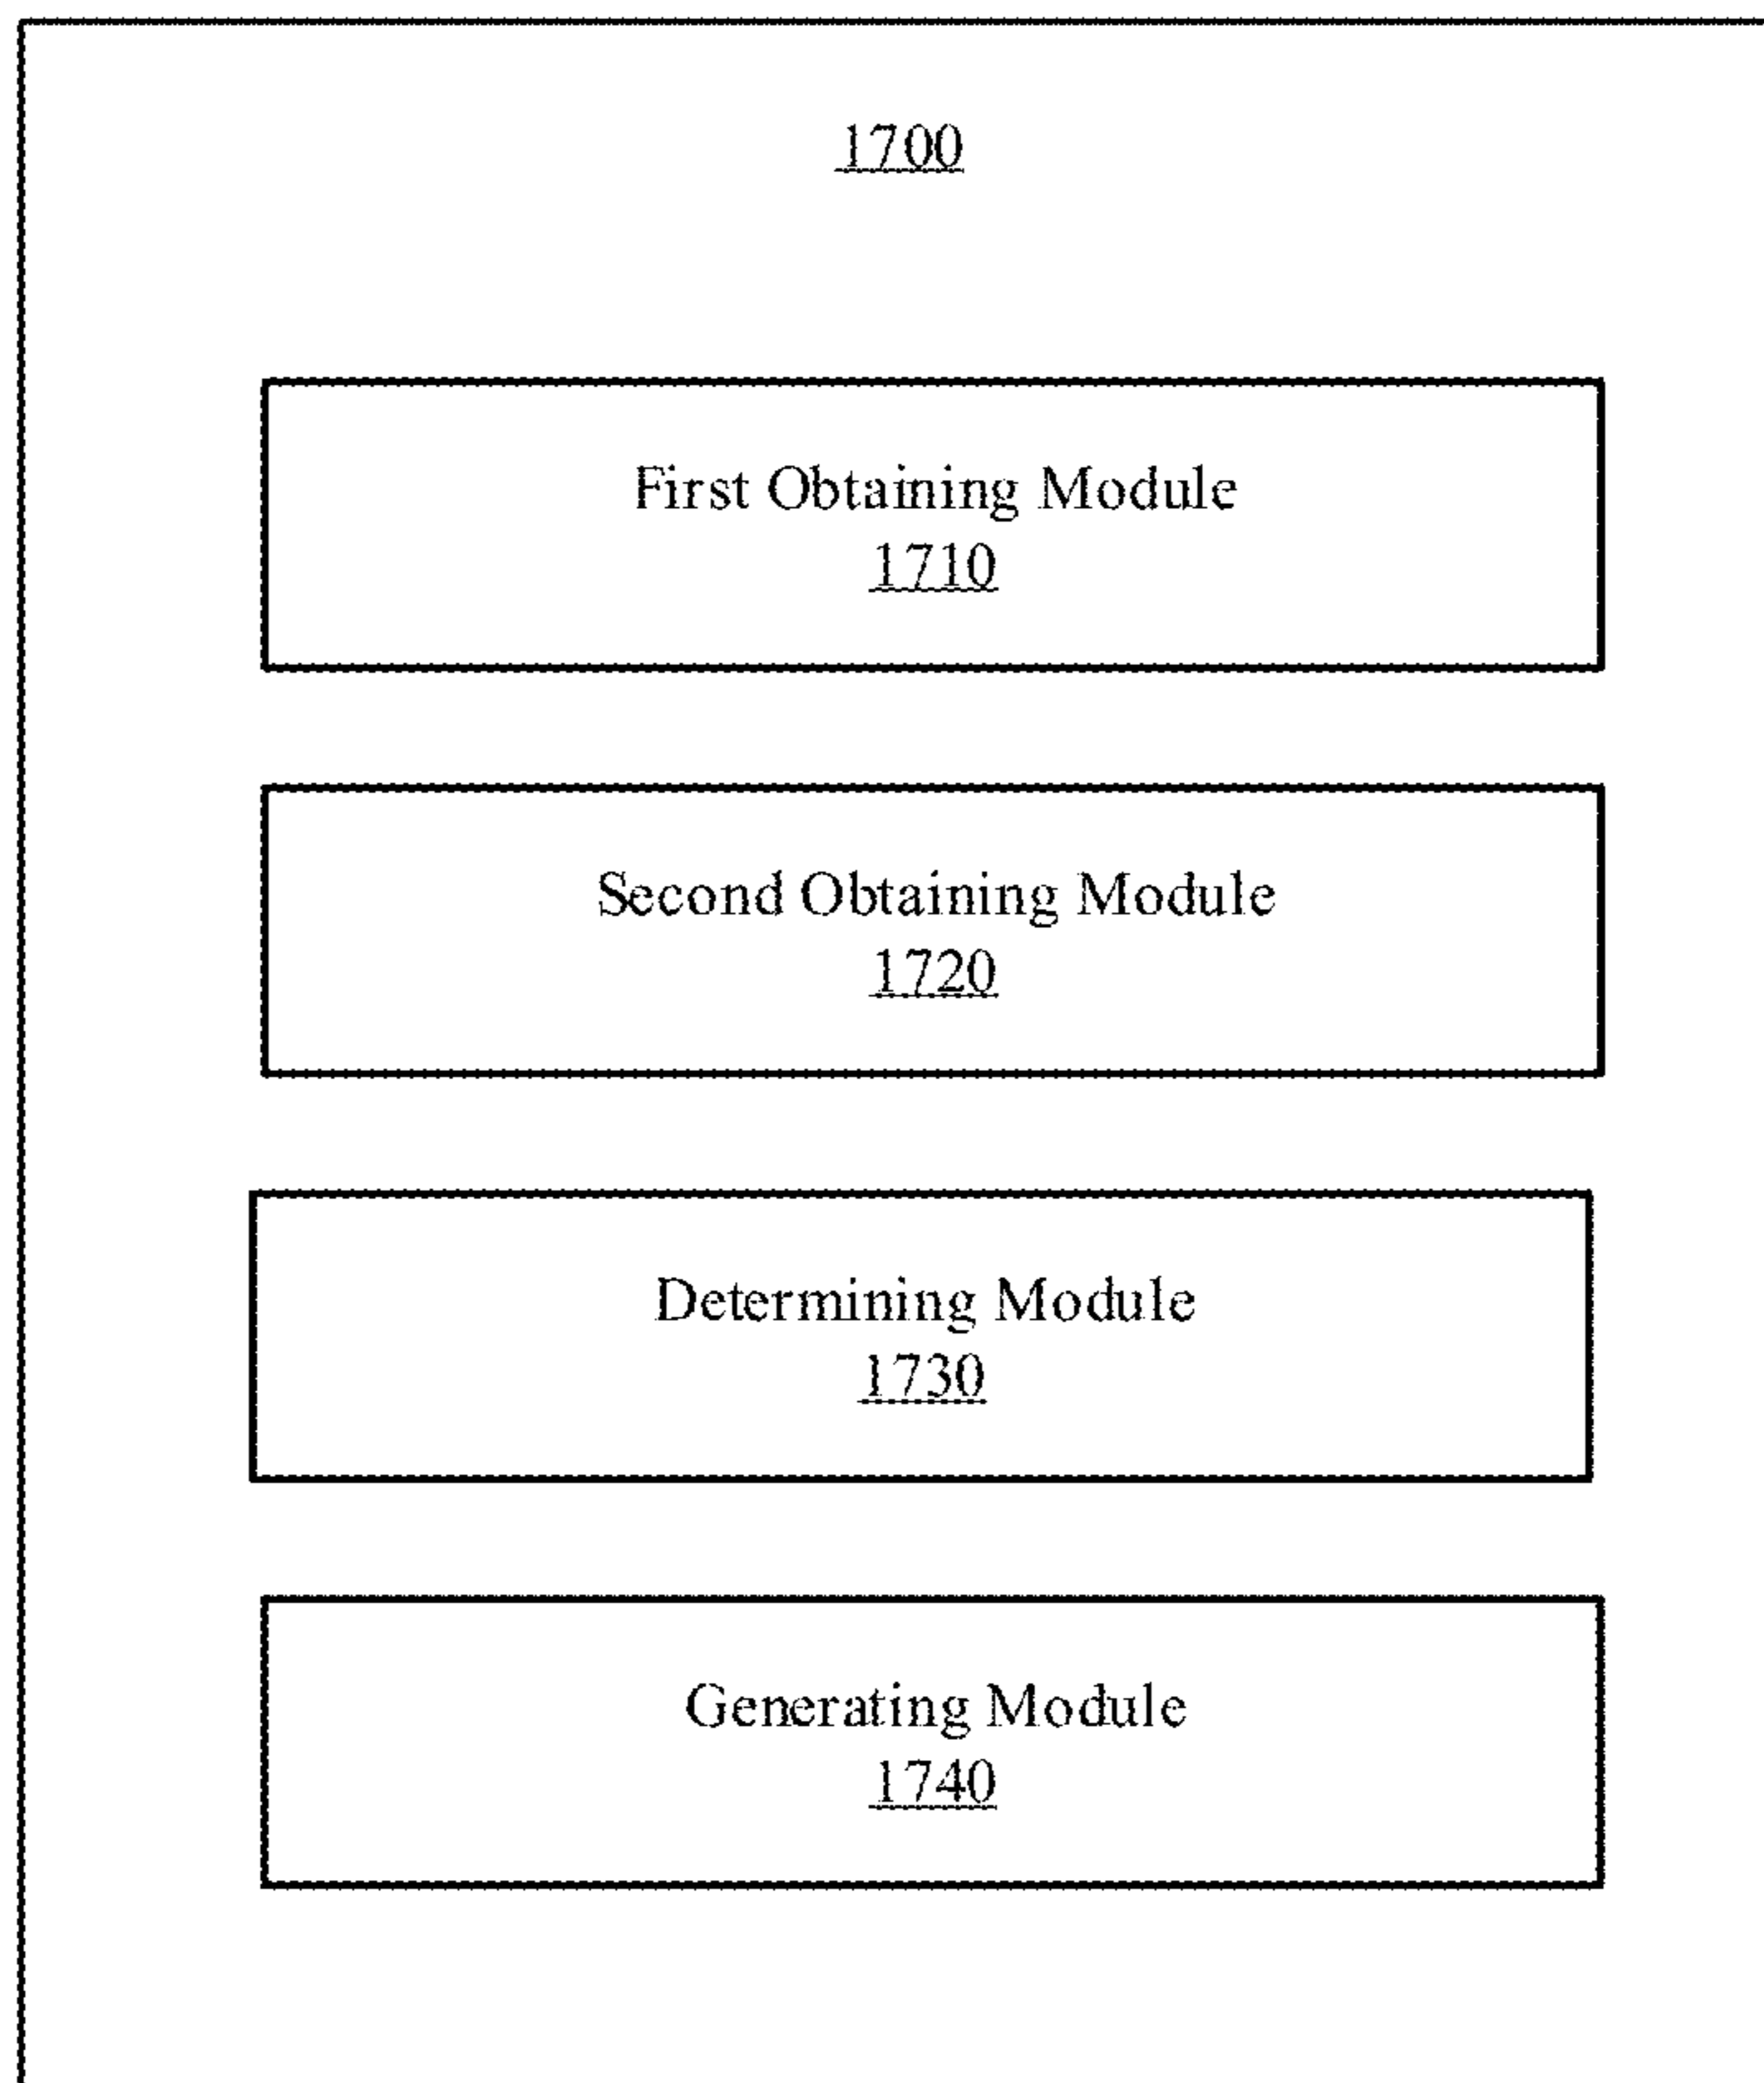 1700
First Obtaining Module
1710
Second Obtaining Module
1720
Determining Module
1730
Generating Module
1740